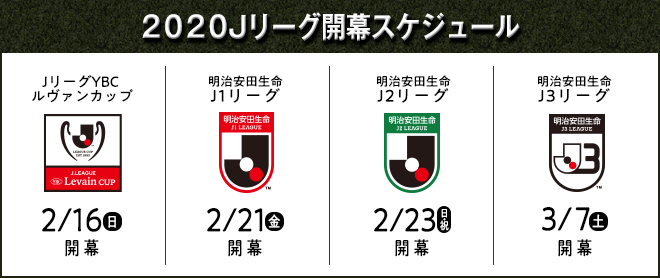 2020Jリーグ開幕スケジュール
JリーグYBC
ルヴァンカップ
J.LEAGUE
YBC Levain CUP
2/16日
開幕
明治安田生命
J1リーグ
明治安田生命
J1 LEAGUE
TM
2/21金
開幕
明治安田生命
J2リーグ
明治安田生命
J2 LEAGUE
TM
2/23日・祝
開幕
明治安田生命
J3リーグ
明治安田生命
J3 LEAGUE
J3
TM
3/7土
開幕